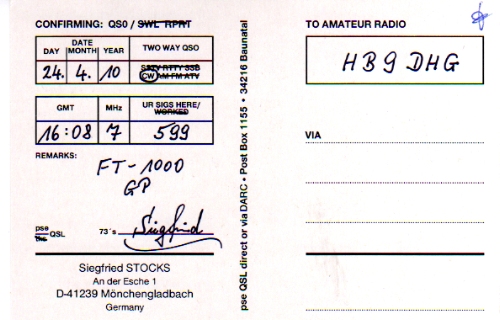 CONFIRMING: QSO / SWL RPRT
DAY DATE MONTH YEAR TWO WAY QSO
24. 4. 10 SSTV RTTY SSB
CW AM FM ATV
GMT MHz UR SIGS HERE/
WORKED
16:08 7 599
REMARKS:
FT-1000
GP
pse QSL 73's Siegfried
Siegfried STOCKS
An der Esche 1
D-41239 Mönchengladbach
Germany
pse QSL direct or via DARC • Post Box 1155 • 34216 Baunatal
TO AMATEUR RADIO
HB9DHG
VIA